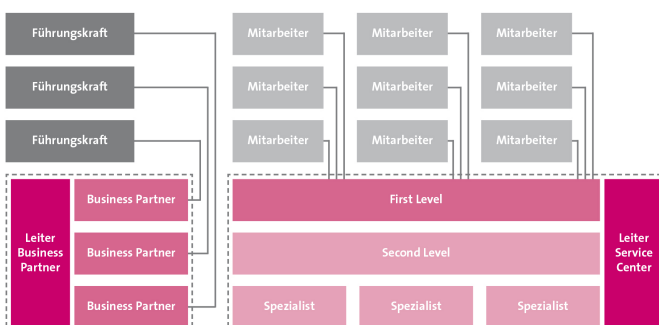 Führungskraft
Mitarbeiter
Mitarbeiter
Mitarbeiter
Führungskraft
Mitarbeiter
Mitarbeiter
Mitarbeiter
Führungskraft
Mitarbeiter
Mitarbeiter
Mitarbeiter
Leiter
Business
Partner
Business Partner
Business Partner
Business Partner
First Level
Second Level
Spezialist
Spezialist
Spezialist
Leiter
Service
Center